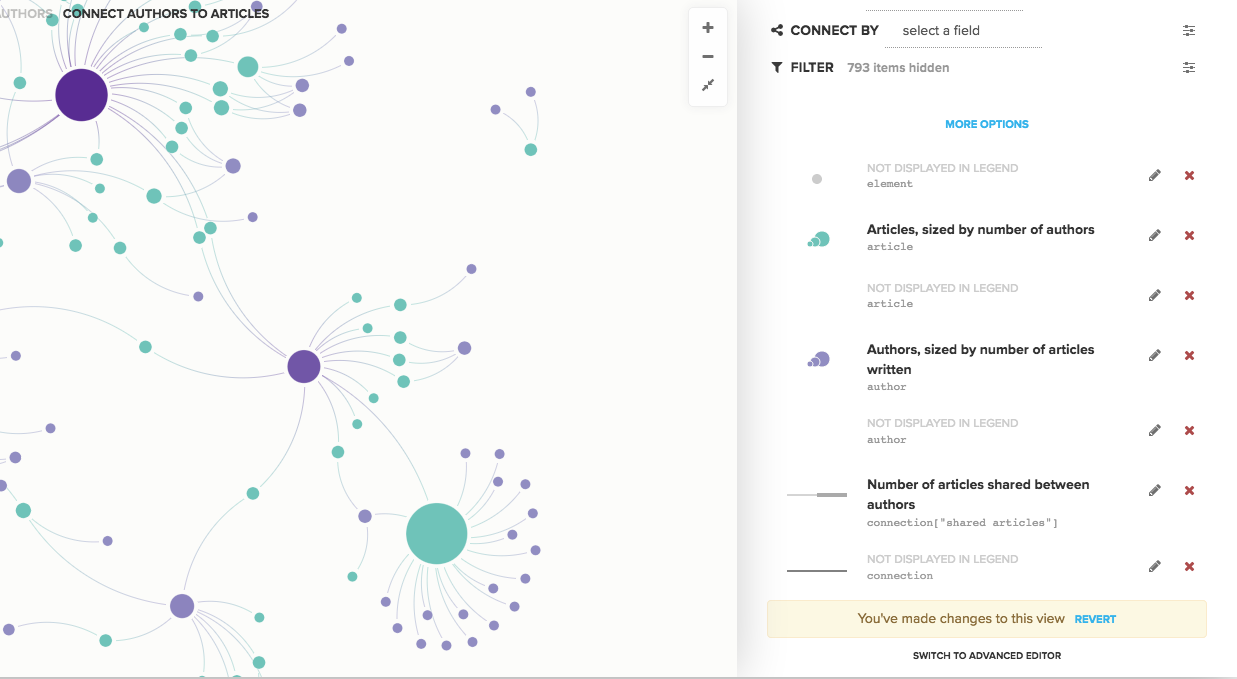 UTHORS CONNECT AUTHORS TO ARTICLES
CONNECT BY select a field
FILTER 793 items hidden
MORE OPTIONS
NOT DISPLAYED IN LEGEND
element
Articles, sized by number of authors
article
NOT DISPLAYED IN LEGEND
article
Authors, sized by number of articles
written
author
NOT DISPLAYED IN LEGEND
author
Number of articles shared between
authors
connection["shared articles"]
NOT DISPLAYED IN LEGEND
connection
You've made changes to this view REVERT
SWITCH TO ADVANCED EDITOR